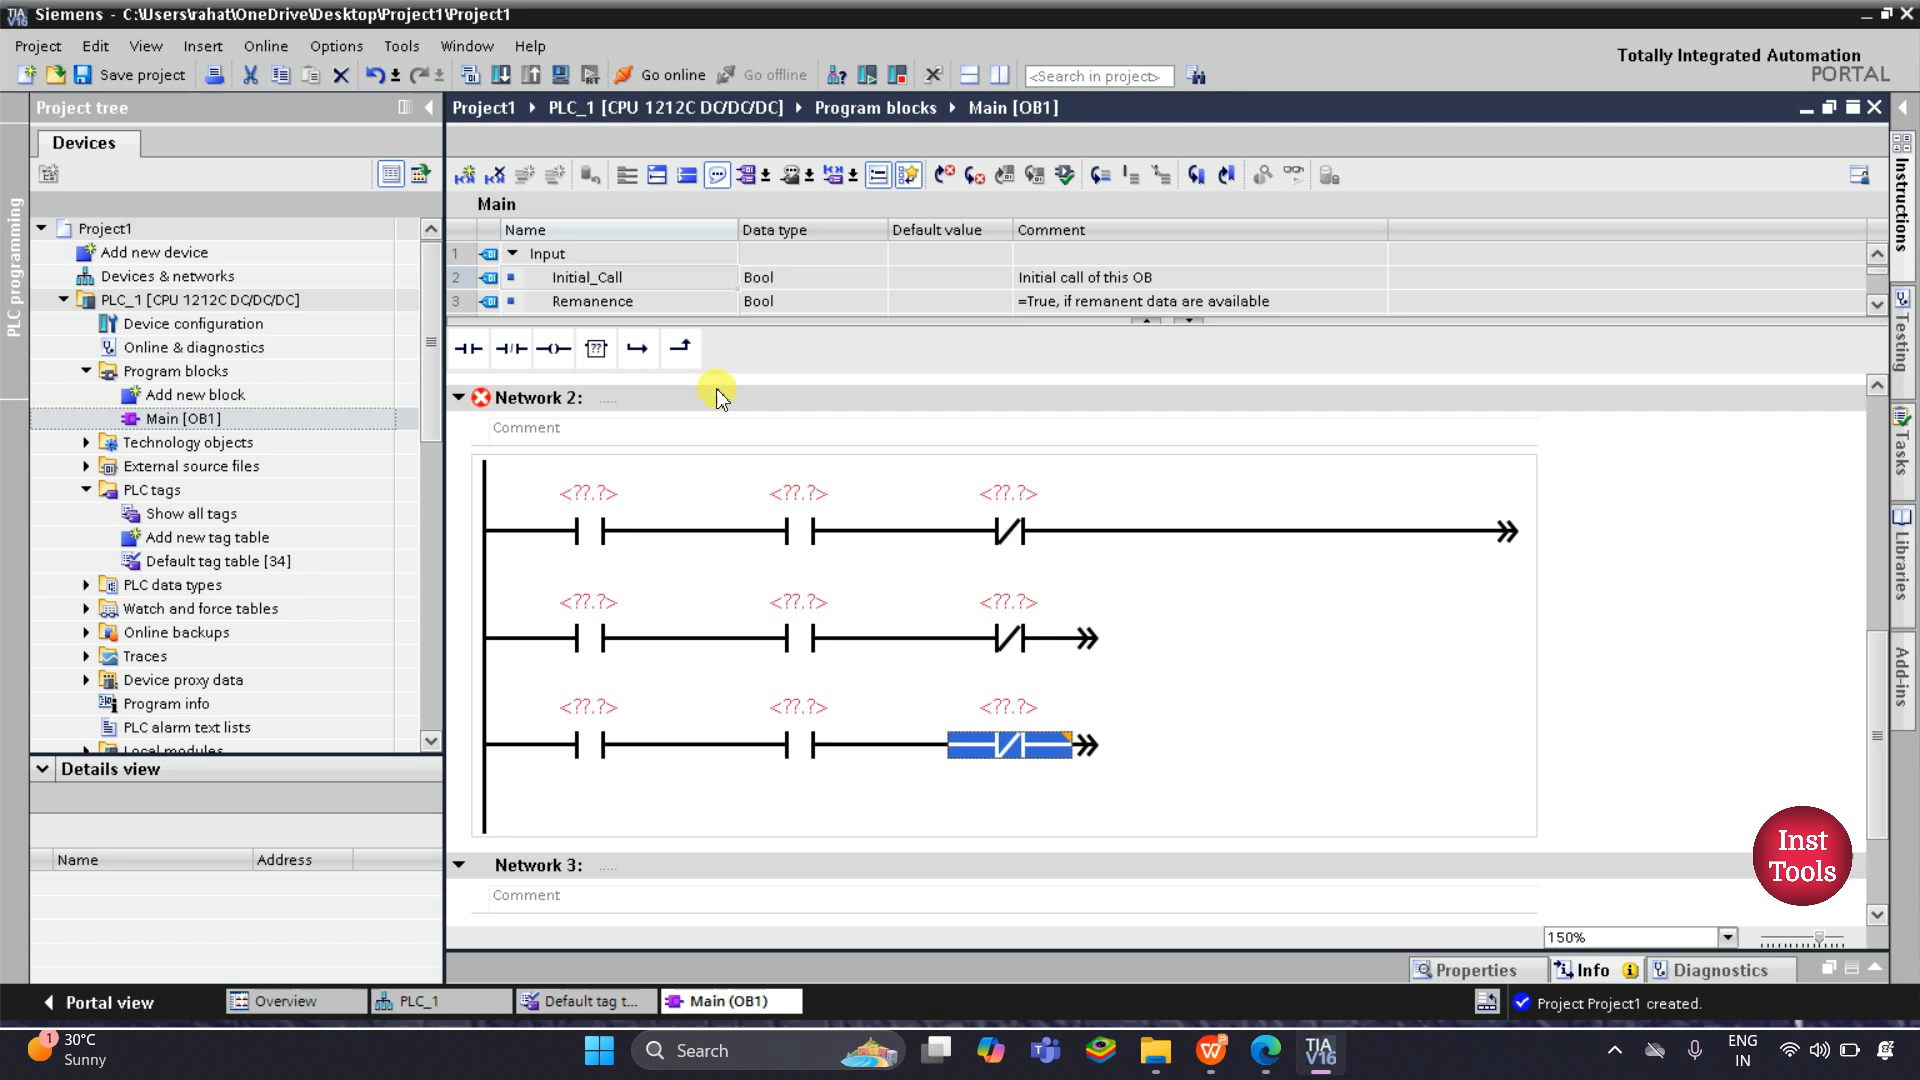 Siemens - C:\Users\rahat\OneDrive\Desktop\Project1\Project1
Project Edit View Insert Online Options Tools Window Help
Totally Integrated Automation
PORTAL
Save project
Go online
Go offline
<Search in project>
Project tree
Project1 PLC_1 [CPU 1212C DC/DC/DC] Program blocks Main [OB1]
Devices
PLC programming
Project1
Add new device
Devices & networks
PLC_1 [CPU 1212C DC/DC/DC]
Device configuration
Online & diagnostics
Program blocks
Add new block
Main [OB1]
Technology objects
External source files
PLC tags
Show all tags
Add new tag table
Default tag table [34]
PLC data types
Watch and force tables
Online backups
Traces
Device proxy data
Program info
PLC alarm text lists
Local modules
Details view
Name Address
Main
Name Data type Default value Comment
1 Input
2 Initial_Call Bool Initial call of this OB
3 Remanence Bool =True, if remanent data are available
??
Network 2: .....
Comment
<??.?> <??.?> <??.?>
<??.?> <??.?> <??.?>
<??.?> <??.?> <??.?>
Network 3: .....
Comment
150%
Instructions
Testing
Tasks
Libraries
Add-ins
Inst
Tools
Properties Info Diagnostics
Portal view Overview PLC_1 Default tag t... Main (OB1)
Project Project1 created.
1
30°C
Sunny
Search
TIA
V16
ENG
IN